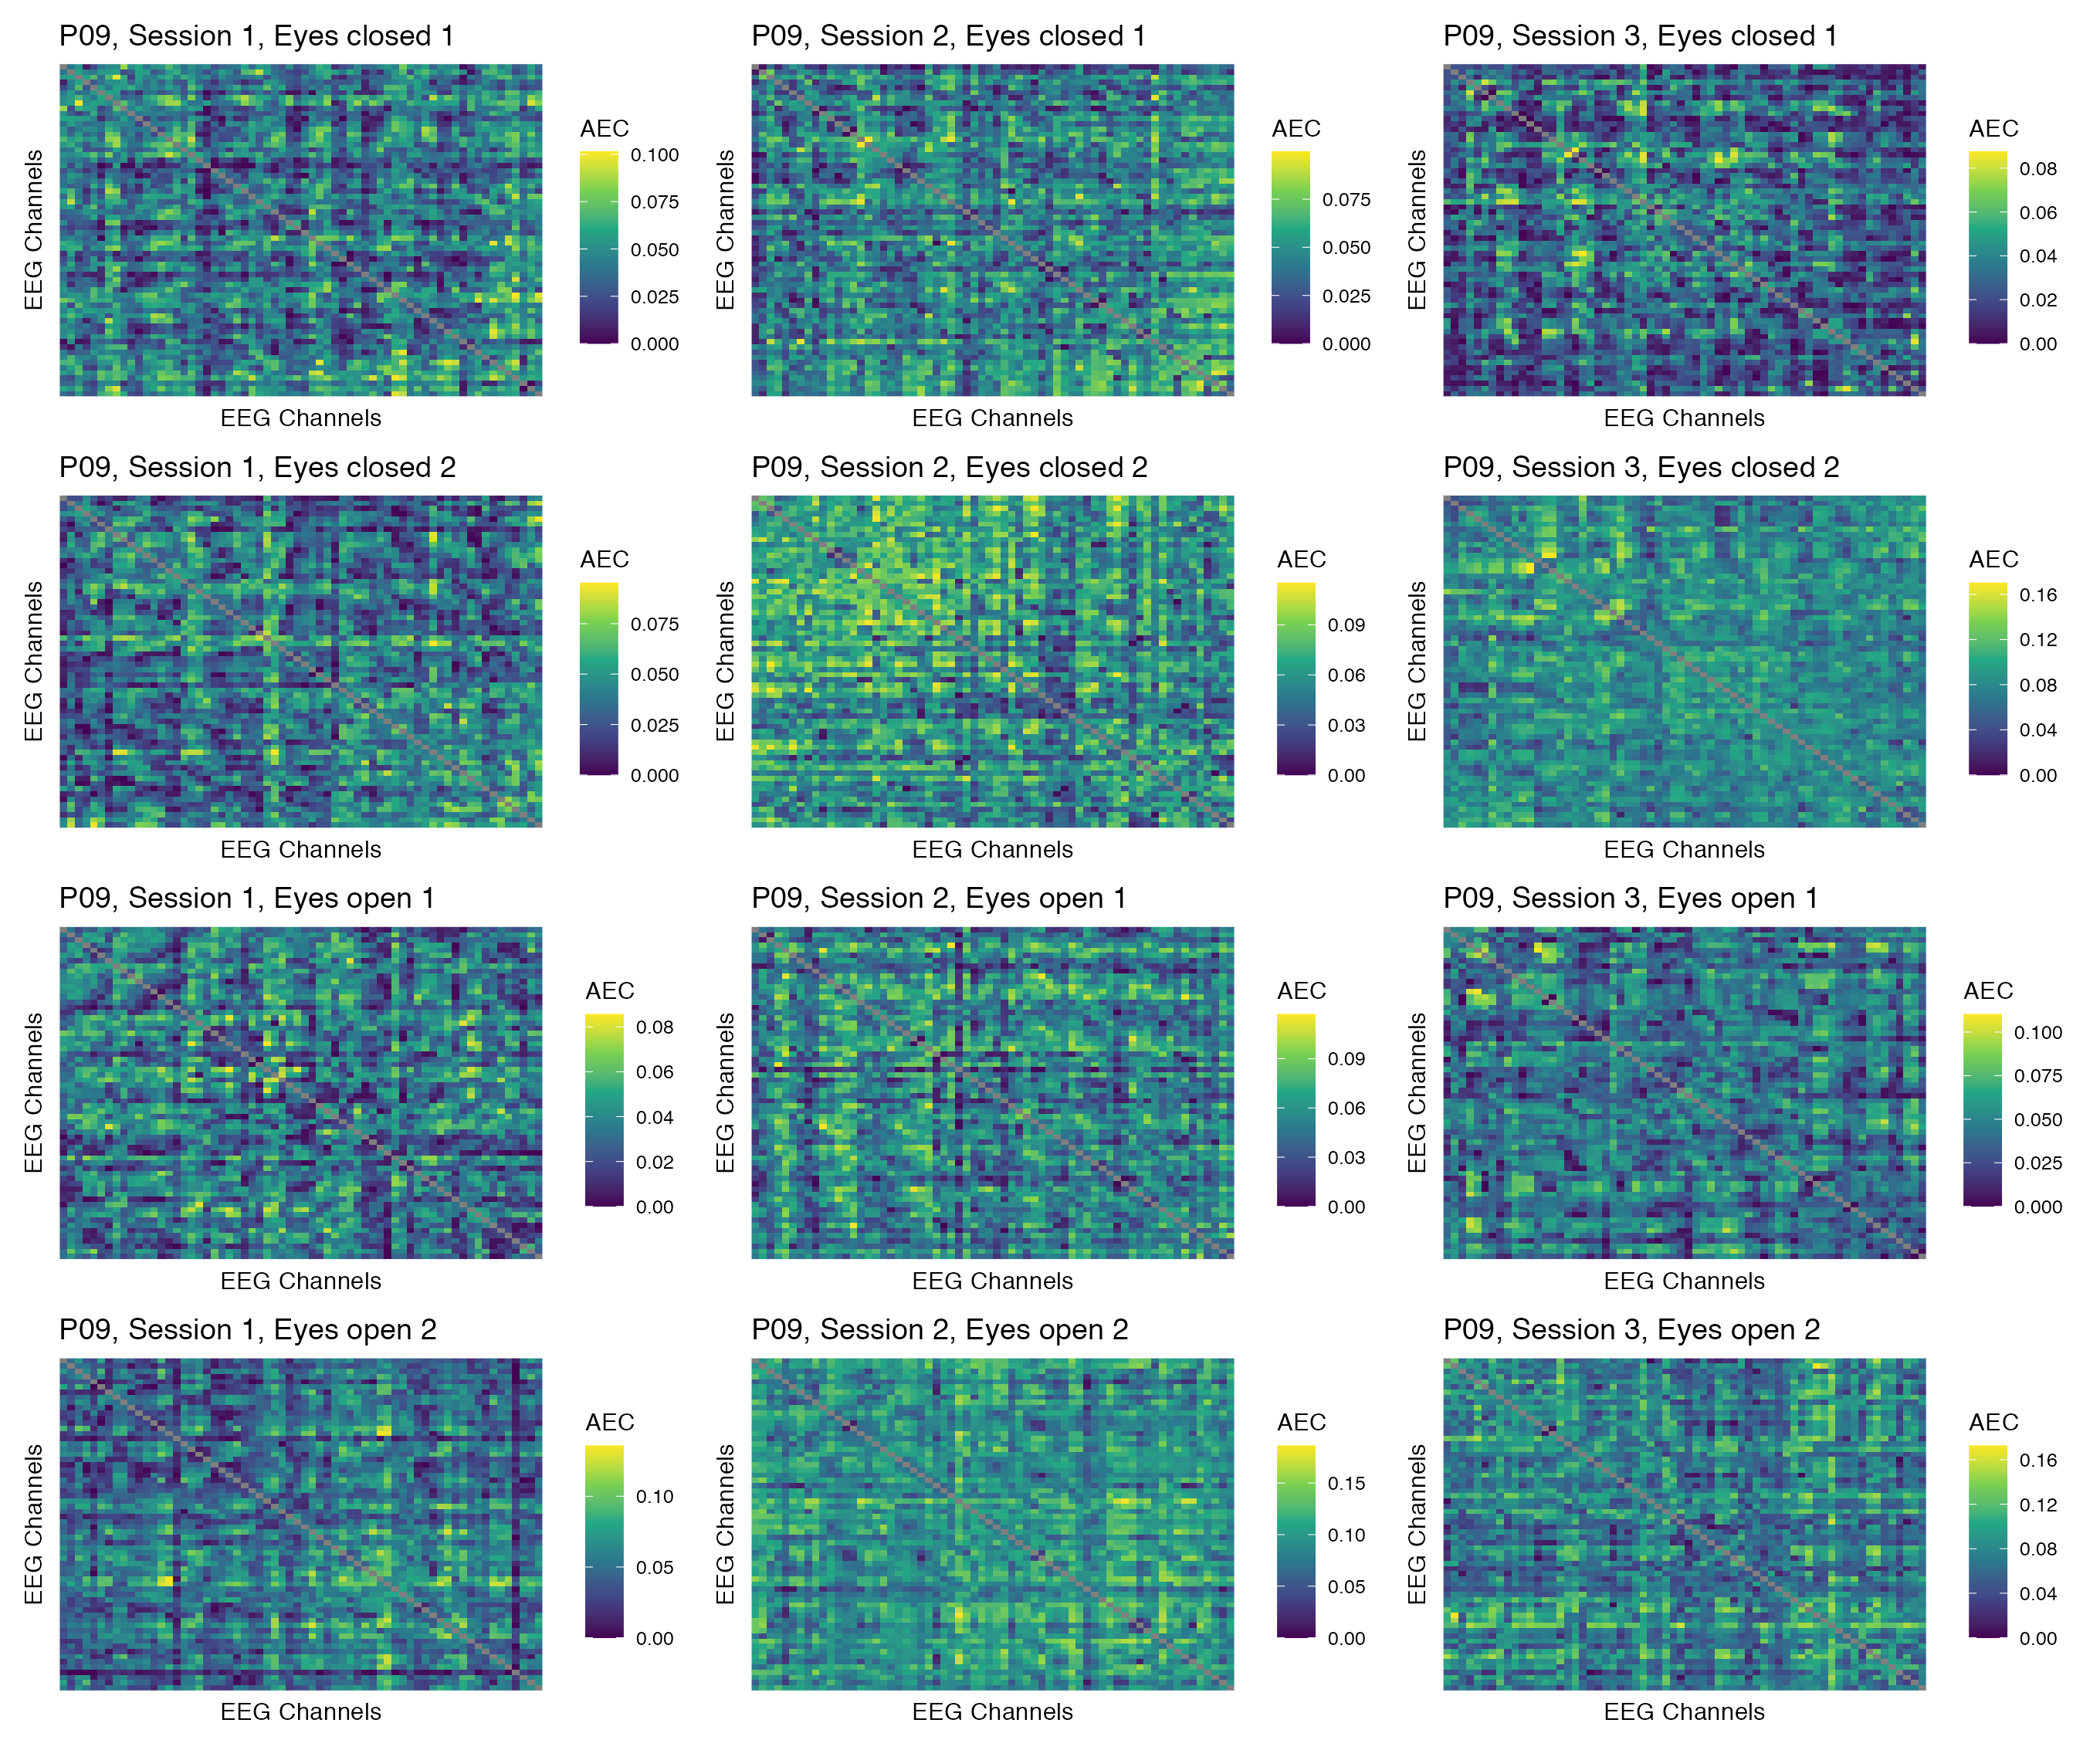 P09, Session 1, Eyes closed 1
EEG Channels
EEG Channels
AEC
0.100
0.075
0.050
0.025
0.000
P09, Session 2, Eyes closed 1
EEG Channels
EEG Channels
AEC
0.075
0.050
0.025
0.000
P09, Session 3, Eyes closed 1
EEG Channels
EEG Channels
AEC
0.08
0.06
0.04
0.02
0.00
P09, Session 1, Eyes closed 2
EEG Channels
EEG Channels
AEC
0.075
0.050
0.025
0.000
P09, Session 2, Eyes closed 2
EEG Channels
EEG Channels
AEC
0.09
0.06
0.03
0.00
P09, Session 3, Eyes closed 2
EEG Channels
EEG Channels
AEC
0.16
0.12
0.08
0.04
0.00
P09, Session 1, Eyes open 1
EEG Channels
EEG Channels
AEC
0.08
0.06
0.04
0.02
0.00
P09, Session 2, Eyes open 1
EEG Channels
EEG Channels
AEC
0.09
0.06
0.03
0.00
P09, Session 3, Eyes open 1
EEG Channels
EEG Channels
AEC
0.100
0.075
0.050
0.025
0.000
P09, Session 1, Eyes open 2
EEG Channels
EEG Channels
AEC
0.10
0.05
0.00
P09, Session 2, Eyes open 2
EEG Channels
EEG Channels
AEC
0.15
0.10
0.05
0.00
P09, Session 3, Eyes open 2
EEG Channels
EEG Channels
AEC
0.16
0.12
0.08
0.04
0.00